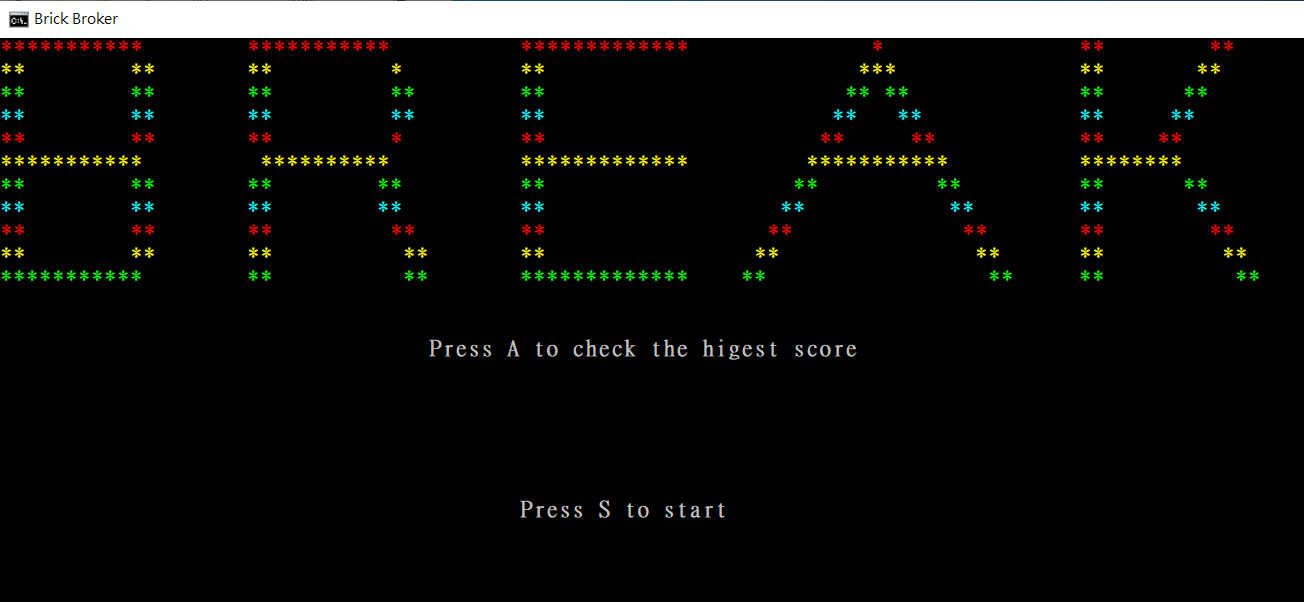 Brick Broker
BREAK
Press A to check the higest score
Press S to start